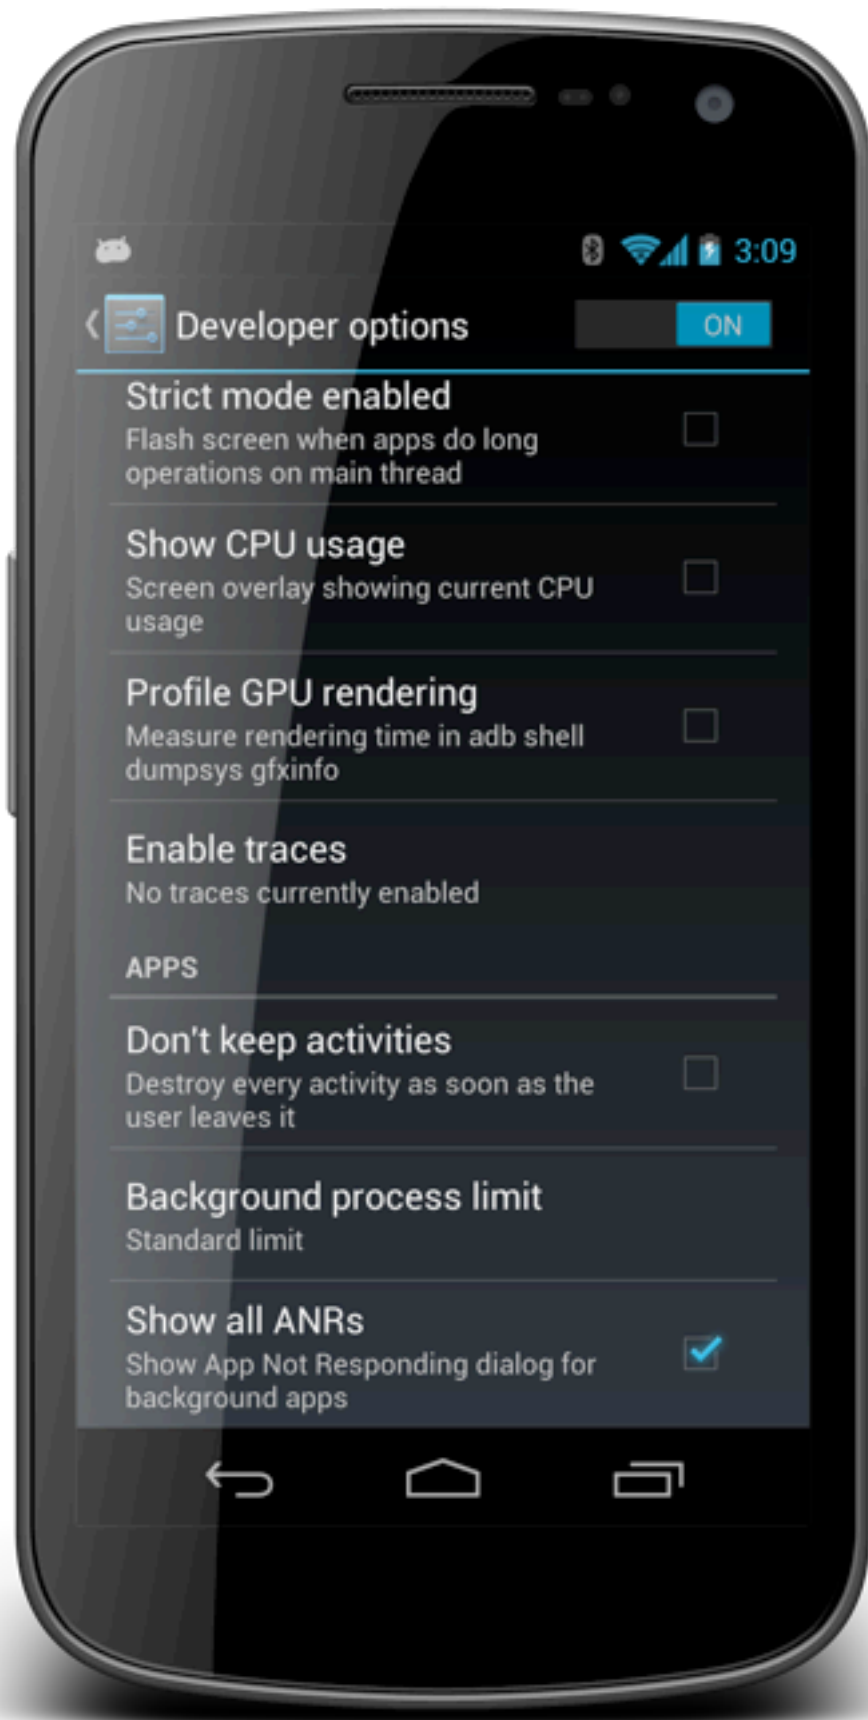 3:09
Developer options
ON
Strict mode enabled
Flash screen when apps do long
operations on main thread
Show CPU usage
Screen overlay showing current CPU
usage
Profile GPU rendering
Measure rendering time in adb shell
dumpsys gfxinfo
Enable traces
No traces currently enabled
APPS
Don't keep activities
Destroy every activity as soon as the
user leaves it
Background process limit
Standard limit
Show all ANRs
Show App Not Responding dialog for
background apps